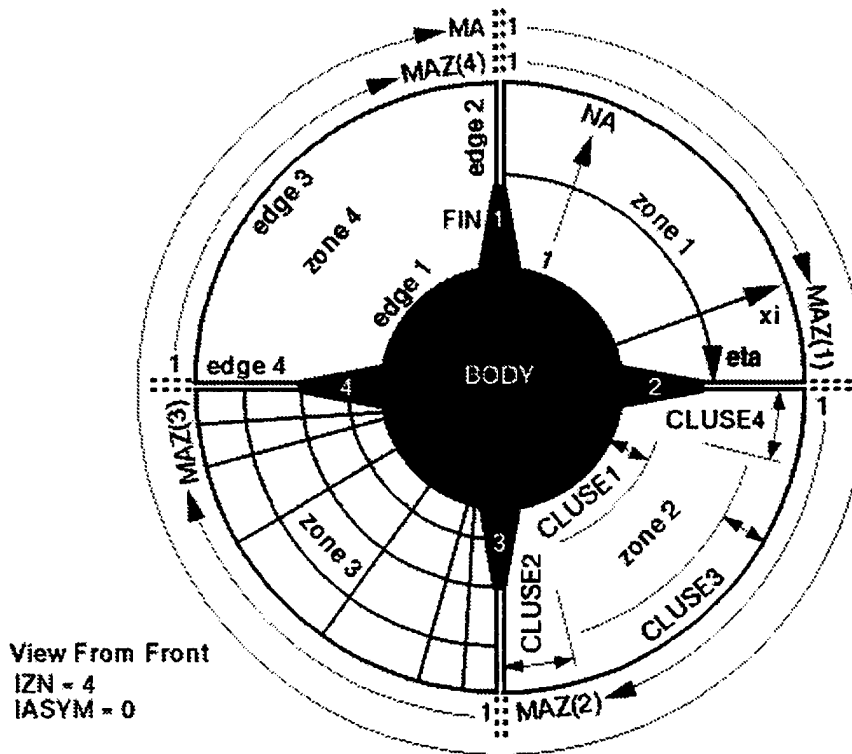 MA 1
MAZ(4) 1
edge 2
NA
edge 3
zone 4
FIN 1
1
zone 1
edge 1
xi
MAZ(1)
1
edge 4
eta
BODY
4
2
1
MAZ(3)
CLUSE4
CLUSE1
zone 2
zone 3
3
CLUSE2
CLUSE3
View From Front
IZN = 4
IASYM = 0
1
MAZ(2)